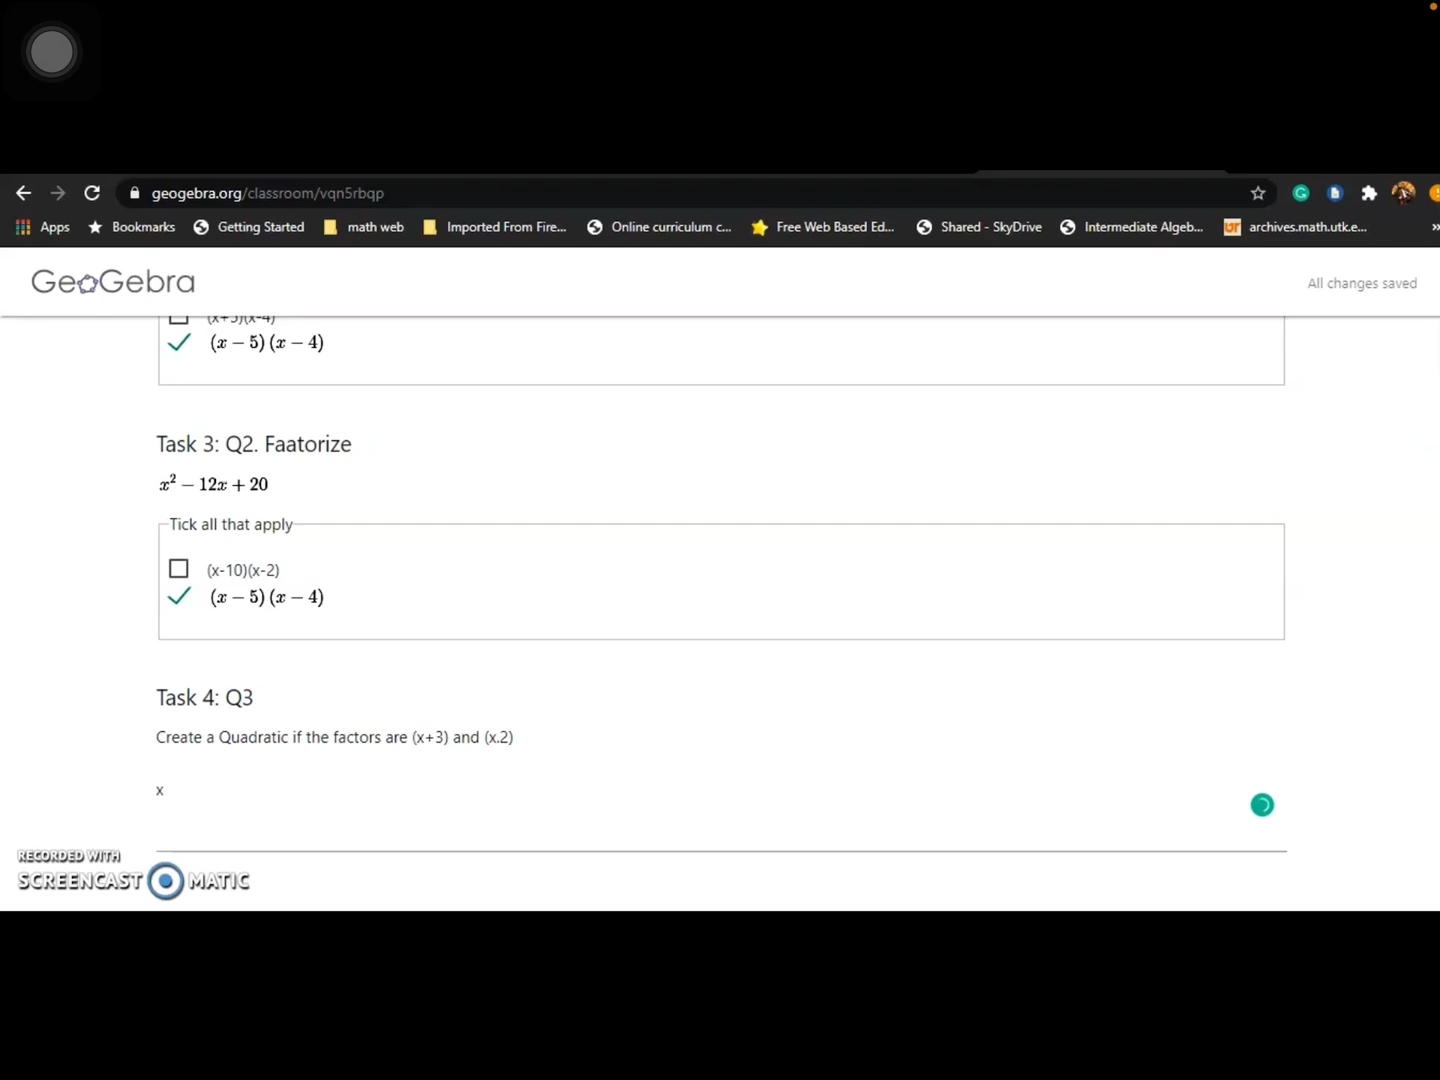 geogebra.org/classroom/vqn5rbqp
Apps Bookmarks Getting Started math web Imported From Fire... Online curriculum c... Free Web Based Ed... Shared - SkyDrive Intermediate Algeb... UT archives.math.utk.e... »
GeoGebra All changes saved
(x+5)(x-4)
(x − 5) (x − 4)
Task 3: Q2. Faatorize
x² − 12x + 20
Tick all that apply
(x-10)(x-2)
(x − 5) (x − 4)
Task 4: Q3
Create a Quadratic if the factors are (x+3) and (x.2)
x
RECORDED WITH
SCREENCAST MATIC